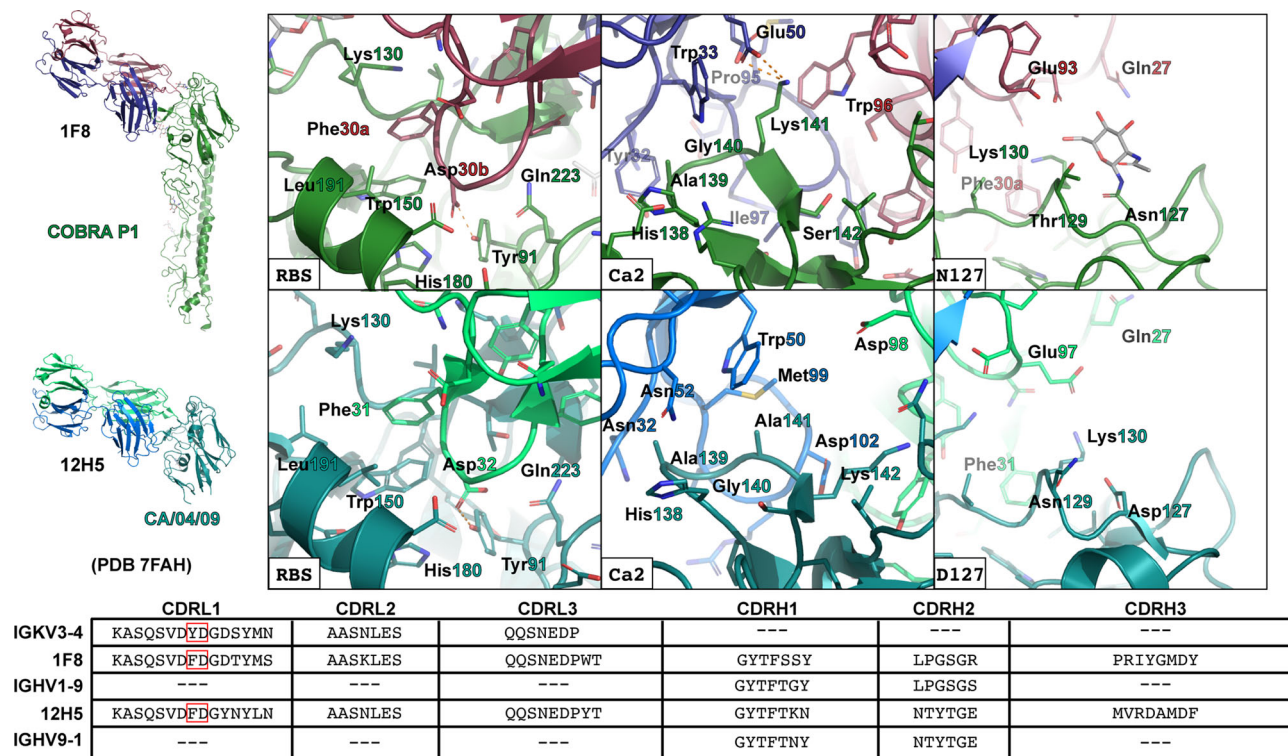 1F8
COBRA P1
12H5
CA/04/09
(PDB 7FAH)
Lys130
Phe30a
Asp30b
Leu191
Trp150
Gln223
Tyr91
His180
RBS
Glu50
Trp33
Pro95
Trp96
Lys141
Gly140
Tyr32
Ala139
Ile97
His138
Ser142
Ca2
Glu93
Gln27
Lys130
Phe30a
Thr129
Asn127
N127
Lys130
Phe31
Asp32
Leu191
Gln223
Trp150
His180
Tyr91
RBS
Trp50
Asp98
Asn52
Met99
Asn32
Ala141
Asp102
Ala139
Lys142
Gly140
His138
Ca2
Gln27
Glu97
Lys130
Phe31
Asn129
Asp127
D127
CDRL1 CDRL2 CDRL3 CDRH1 CDRH2 CDRH3
IGKV3-4 KASQSVDYDGDSYMN AASNLES QQSNEDP --- --- ---
1F8 KASQSVDFDGDTYMS AASKLES QQSNEDPWT GYTFSSY LPGSGR PRIYGMDY
IGHV1-9 --- --- --- GYTFTGY LPGSGS ---
12H5 KASQSVDFDGYNYLN AASNLES QQSNEDPYT GYTFTKN NTYTGE MVRDAMDF
IGHV9-1 --- --- --- GYTFTNY NTYTGE ---